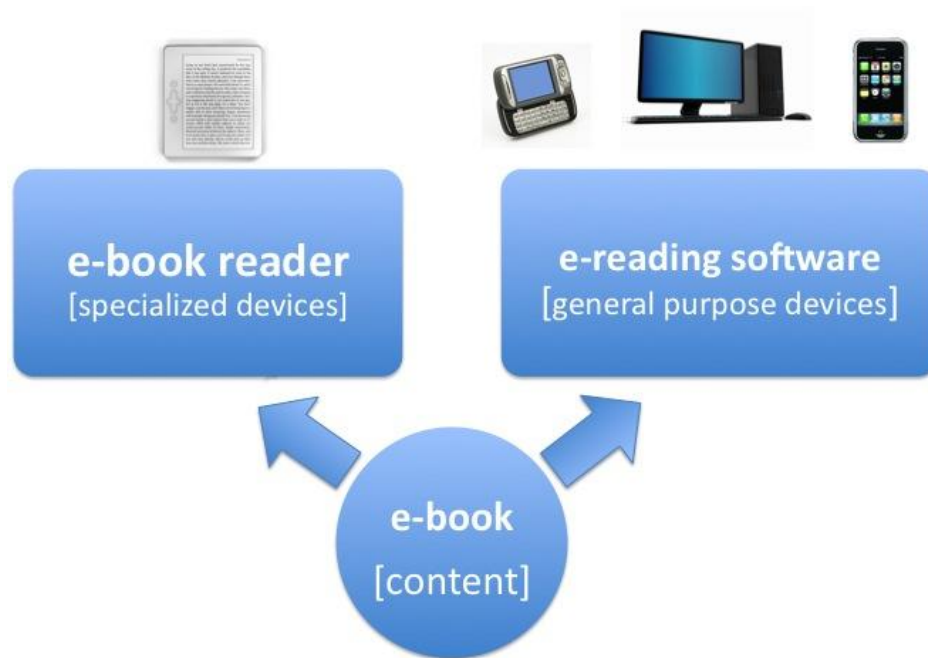 e-book reader
[specialized devices]
e-reading software
[general purpose devices]
e-book
[content]